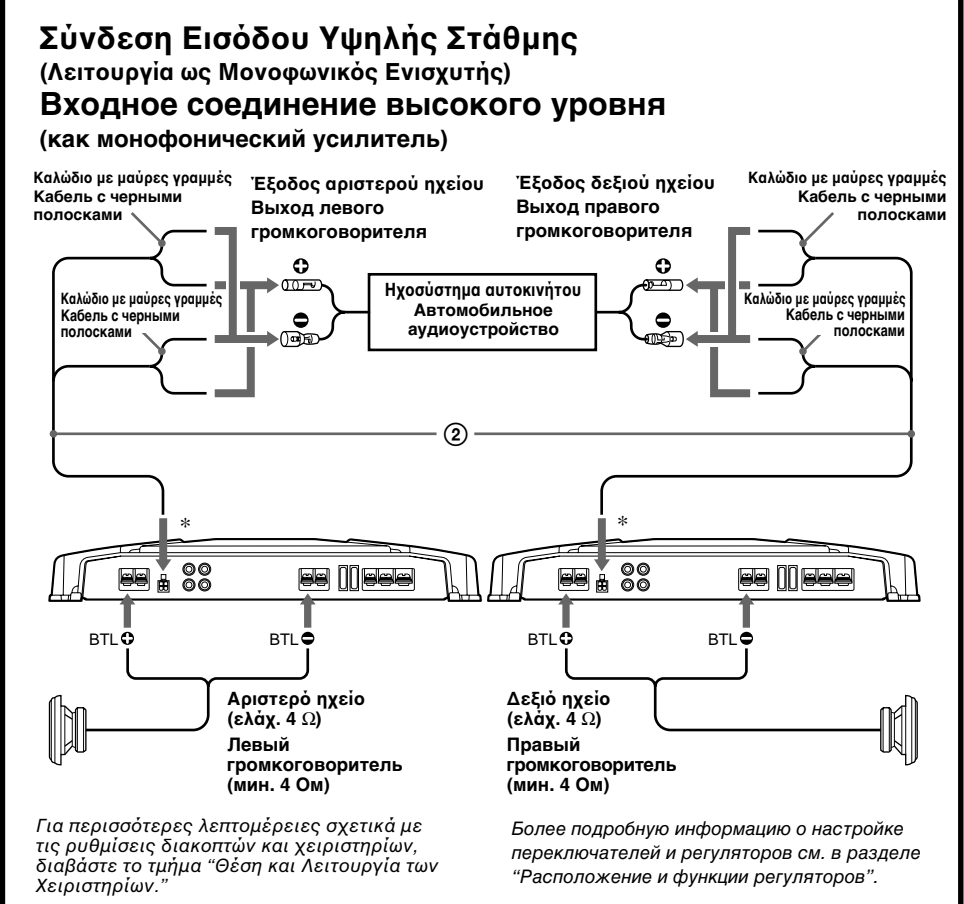 Σύνδεση Εισόδου Υψηλής Στάθμης
(Λειτουργία ως Μονοφωνικός Ενισχυτής)
Входное соединение высокого уровня
(как монофонический усилитель)
Καλώδιο με μαύρες γραμμές
Кабель с черными
полосками
Έξοδος αριστερού ηχείου
Выход левого
громкоговорителя
Έξοδος δεξιού ηχείου
Выход правого
громкоговорителя
Καλώδιο με μαύρες γραμμές
Кабель с черными
полосками
Καλώδιο με μαύρες γραμμές
Кабель с черными
полосками
Ηχοσύστημα αυτοκινήτου
Автомобильное
аудиоустройство
Καλώδιο με μαύρες γραμμές
Кабель с черными
полосками
②
*
*
BTL ⊕
BTL ⊖
BTL ⊕
BTL ⊖
Αριστερό ηχείο
(ελάχ. 4 Ω)
Левый
громкоговоритель
(мин. 4 Ом)
Δεξιό ηχείο
(ελάχ. 4 Ω)
Правый
громкоговоритель
(мин. 4 Ом)
Για περισσότερες λεπτομέρειες σχετικά με
τις ρυθμίσεις διακοπτών και χειριστηρίων,
διαβάστε το τμήμα “Θέση και Λειτουργία των
Χειριστηρίων.”
Более подробную информацию о настройке
переключателей и регуляторов см. в разделе
“Расположение и функции регуляторов”.